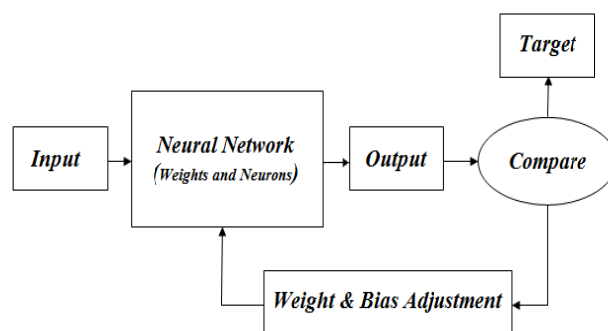 Target
Input
Neural Network
(Weights and Neurons)
Output
Compare
Weight & Bias Adjustment